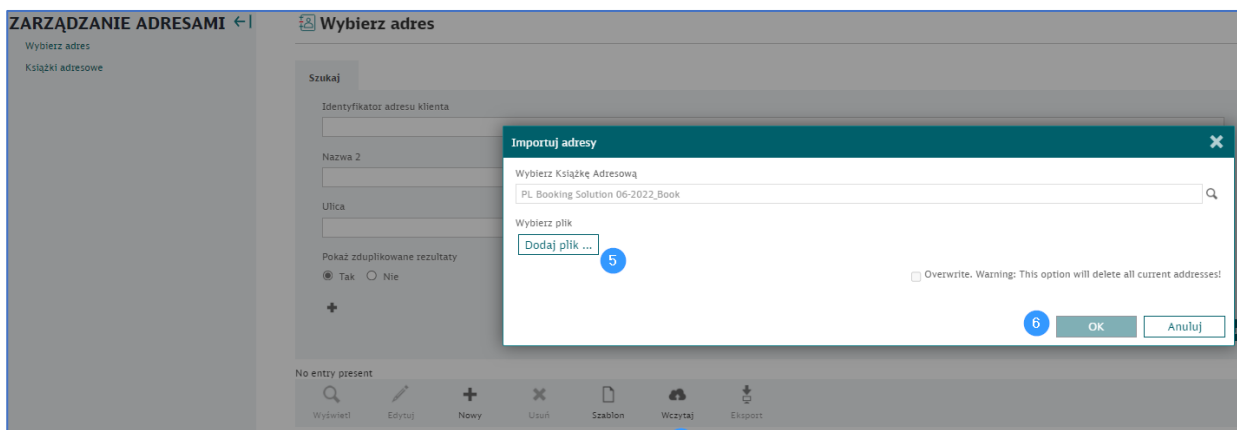 ZARZĄDZANIE ADRESAMI
Wybierz adres
Książki adresowe
Wybierz adres
Szukaj
Identyfikator adresu klienta
Nazwa 2
Ulica
Pokaż zduplikowane rezultaty
Tak Nie
Importuj adresy
Wybierz Książkę Adresową
PL Booking Solution 06-2022_Book
Wybierz plik
Dodaj plik ...
5
Overwrite. Warning: This option will delete all current addresses!
6 OK Anuluj
No entry present
Wyświetl Edytuj Nowy Usuń Szablon Wczytaj Eksport